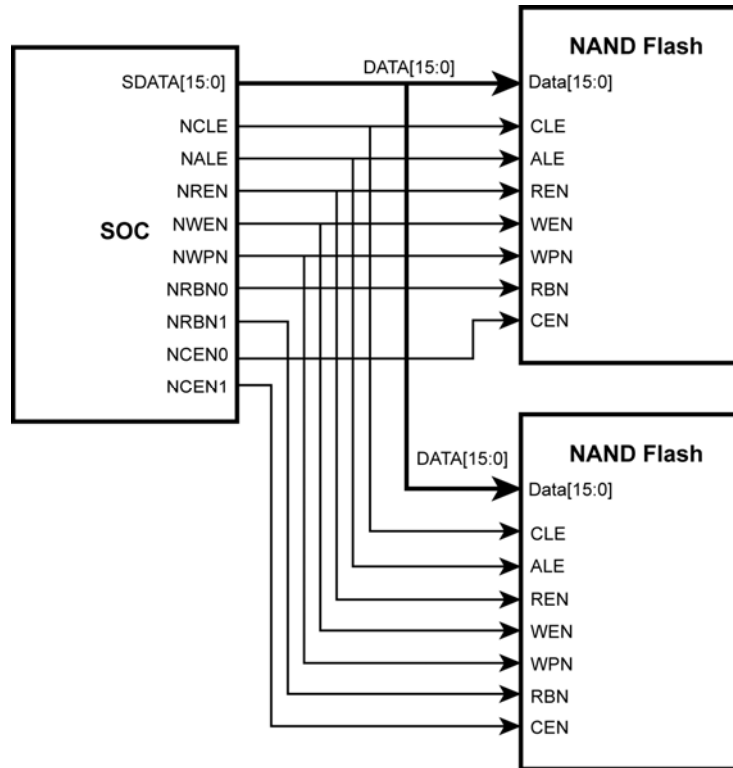 SOC
SDATA[15:0]
NCLE
NALE
NREN
NWEN
NWPN
NRBN0
NRBN1
NCEN0
NCEN1
DATA[15:0]
NAND Flash
Data[15:0]
CLE
ALE
REN
WEN
WPN
RBN
CEN
DATA[15:0]
NAND Flash
Data[15:0]
CLE
ALE
REN
WEN
WPN
RBN
CEN